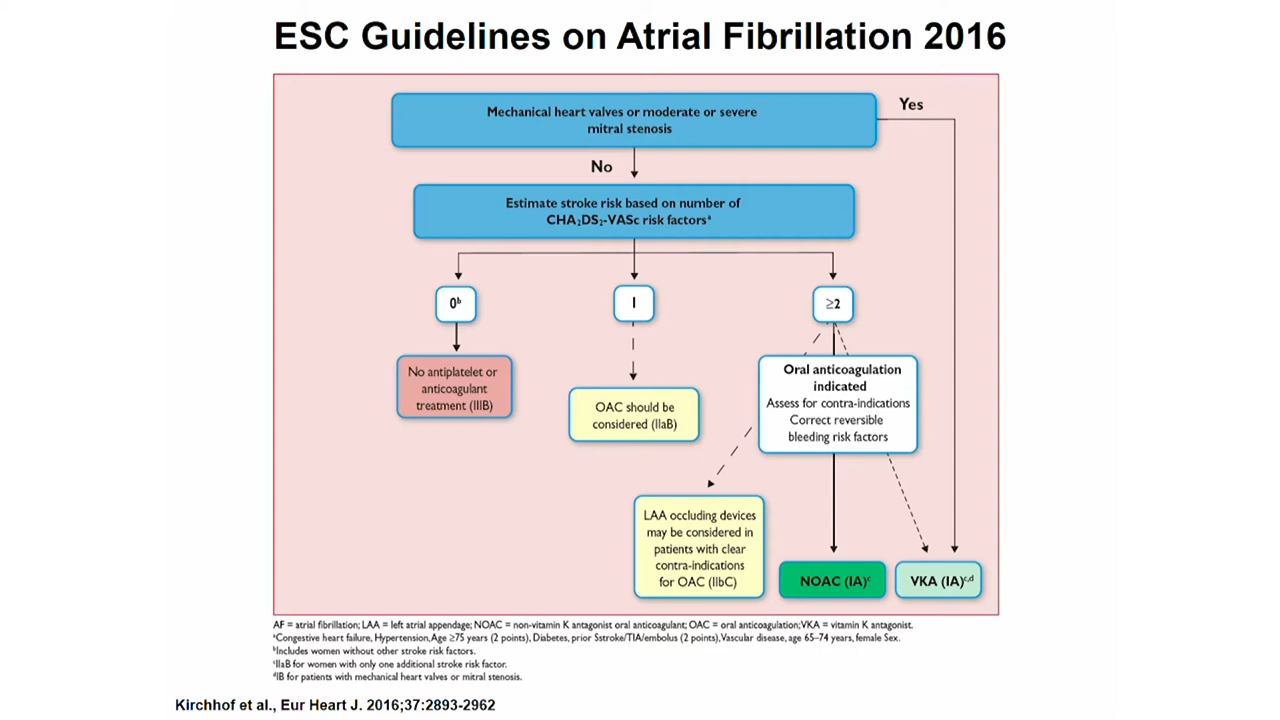 ESC Guidelines on Atrial Fibrillation 2016
Mechanical heart valves or moderate or severe
mitral stenosis
Yes
No
Estimate stroke risk based on number of
CHA₂DS₂-VASc risk factorsᵃ
0ᵇ
1
≥2
No antiplatelet or
anticoagulant
treatment (IIIB)
OAC should be
considered (IIaB)
Oral anticoagulation
indicated
Assess for contra-indications
Correct reversible
bleeding risk factors
LAA occluding devices
may be considered in
patients with clear
contra-indications
for OAC (IIbC)
NOAC (IA)ᶜ
VKA (IA)ᶜ,ᵈ
AF = atrial fibrillation; LAA = left atrial appendage; NOAC = non-vitamin K antagonist oral anticoagulant; OAC = oral anticoagulation; VKA = vitamin K antagonist.
ᵃCongestive heart failure, Hypertension, Age ≥75 years (2 points), Diabetes, prior Sstroke/TIA/embolus (2 points), Vascular disease, age 65–74 years, female Sex.
ᵇIncludes women without other stroke risk factors.
ᶜIIaB for women with only one additional stroke risk factor.
ᵈIB for patients with mechanical heart valves or mitral stenosis.
Kirchhof et al., Eur Heart J. 2016;37:2893-2962